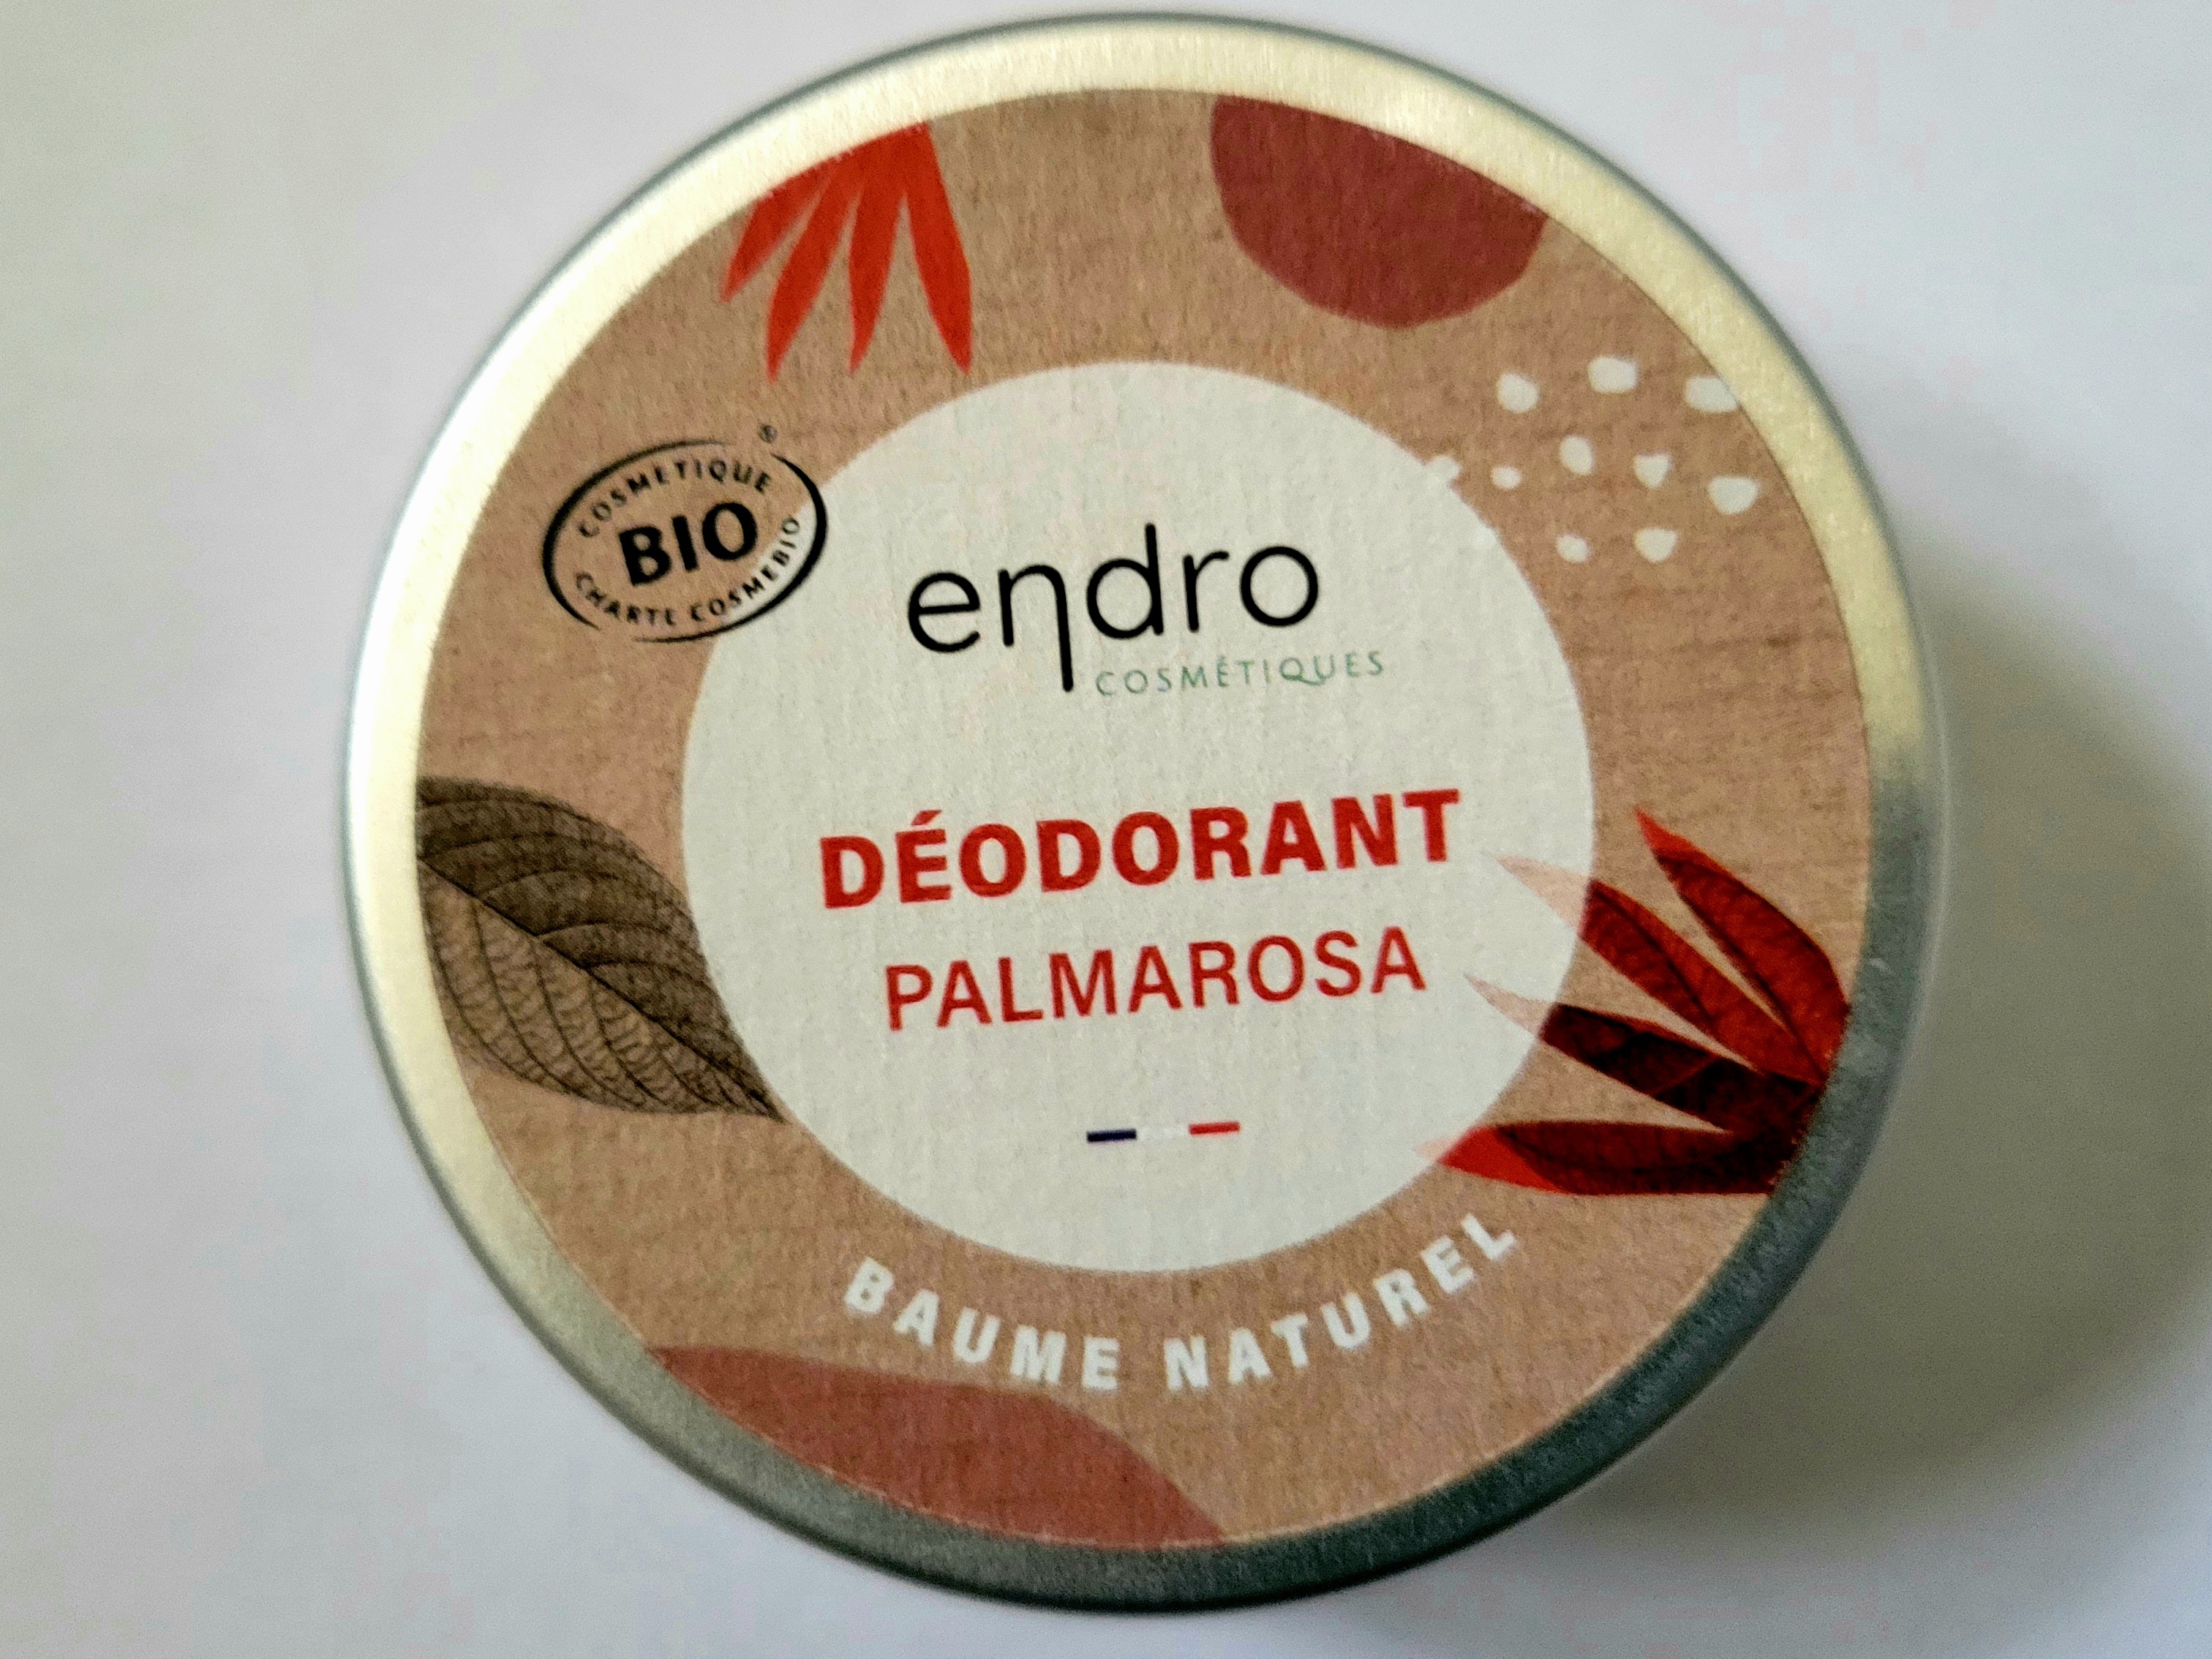 COSMETIQUE
®
BIO
CHARTE COSMEBIO
endro
COSMÉTIQUES
DÉODORANT
PALMAROSA
BAUME NATUREL